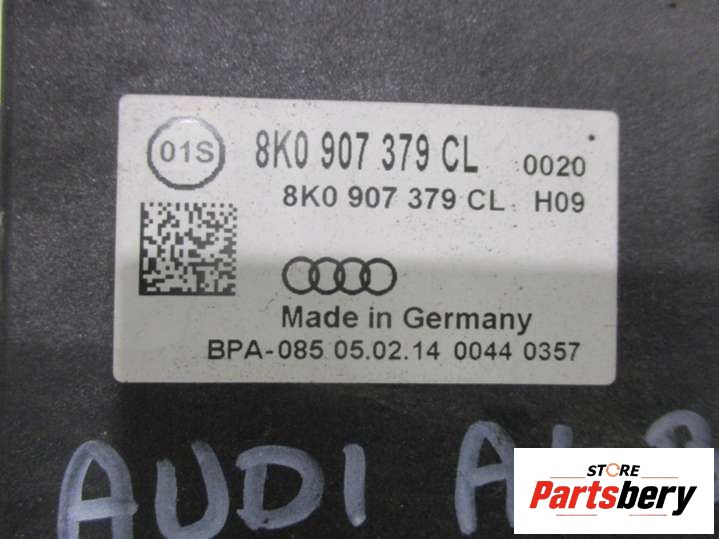 01S 8K0 907 379 CL 0020
8K0 907 379 CL H09
Made in Germany
BPA-085 05.02.14 0044 0357
AUDI
STORE
Partsbery